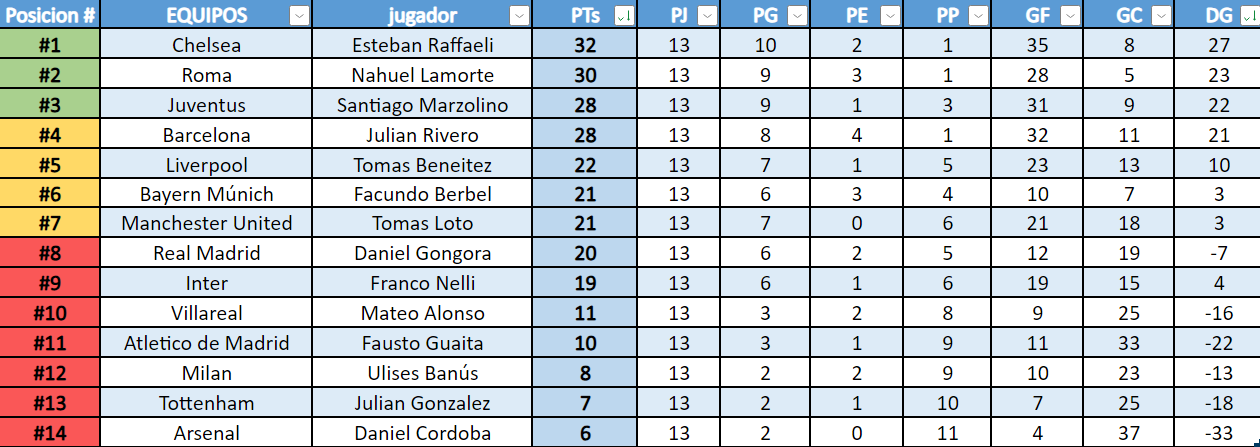 Posicion # EQUIPOS jugador PTs PJ PG PE PP GF GC DG
#1 Chelsea Esteban Raffaeli 32 13 10 2 1 35 8 27
#2 Roma Nahuel Lamorte 30 13 9 3 1 28 5 23
#3 Juventus Santiago Marzolino 28 13 9 1 3 31 9 22
#4 Barcelona Julian Rivero 28 13 8 4 1 32 11 21
#5 Liverpool Tomas Beneitez 22 13 7 1 5 23 13 10
#6 Bayern Múnich Facundo Berbel 21 13 6 3 4 10 7 3
#7 Manchester United Tomas Loto 21 13 7 0 6 21 18 3
#8 Real Madrid Daniel Gongora 20 13 6 2 5 12 19 -7
#9 Inter Franco Nelli 19 13 6 1 6 19 15 4
#10 Villareal Mateo Alonso 11 13 3 2 8 9 25 -16
#11 Atletico de Madrid Fausto Guaita 10 13 3 1 9 11 33 -22
#12 Milan Ulises Banús 8 13 2 2 9 10 23 -13
#13 Tottenham Julian Gonzalez 7 13 2 1 10 7 25 -18
#14 Arsenal Daniel Cordoba 6 13 2 0 11 4 37 -33